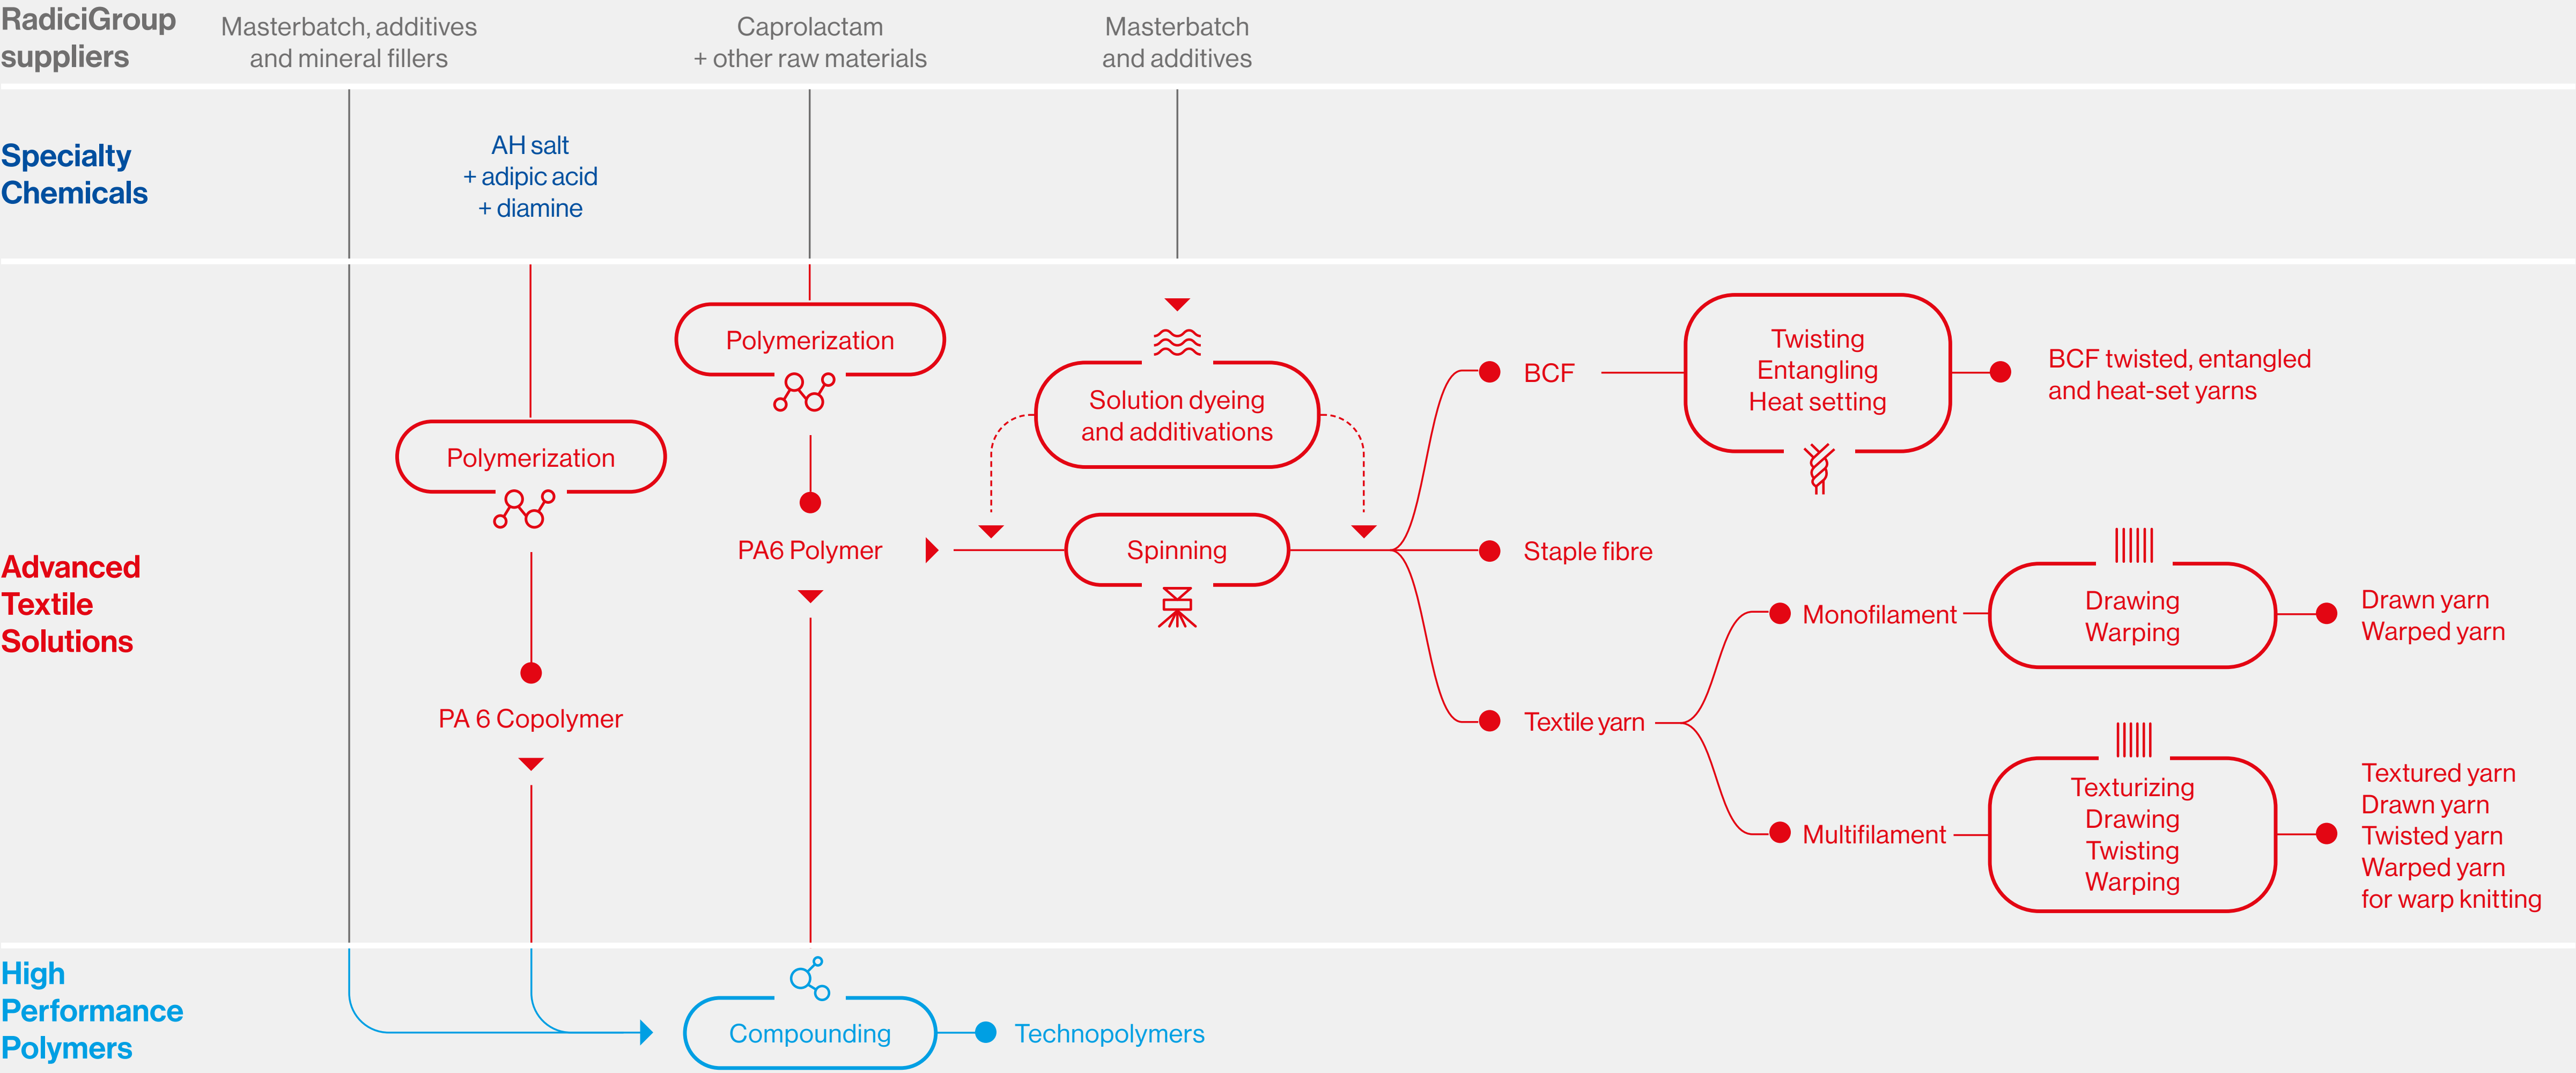 RadiciGroup
suppliers
Masterbatch, additives
and mineral fillers
Caprolactam
+ other raw materials
Masterbatch
and additives
Specialty
Chemicals
AH salt
+ adipic acid
+ diamine
Advanced
Textile
Solutions
Polymerization
PA 6 Copolymer
Polymerization
PA6 Polymer
Solution dyeing
and additivations
Spinning
BCF
Twisting
Entangling
Heat setting
BCF twisted, entangled
and heat-set yarns
Staple fibre
Textile yarn
Monofilament
Drawing
Warping
Drawn yarn
Warped yarn
Multifilament
Texturizing
Drawing
Twisting
Warping
Textured yarn
Drawn yarn
Twisted yarn
Warped yarn
for warp knitting
High
Performance
Polymers
Compounding
Technopolymers